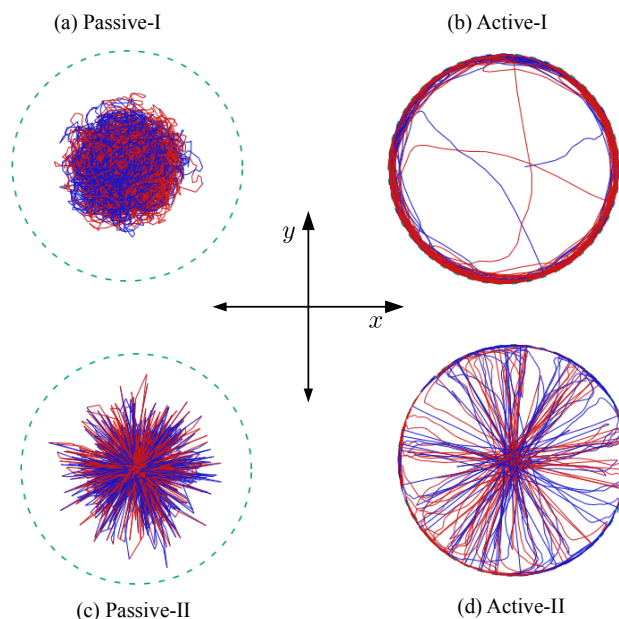 (a) Passive-I
(b) Active-I
y
x
(c) Passive-II
(d) Active-II